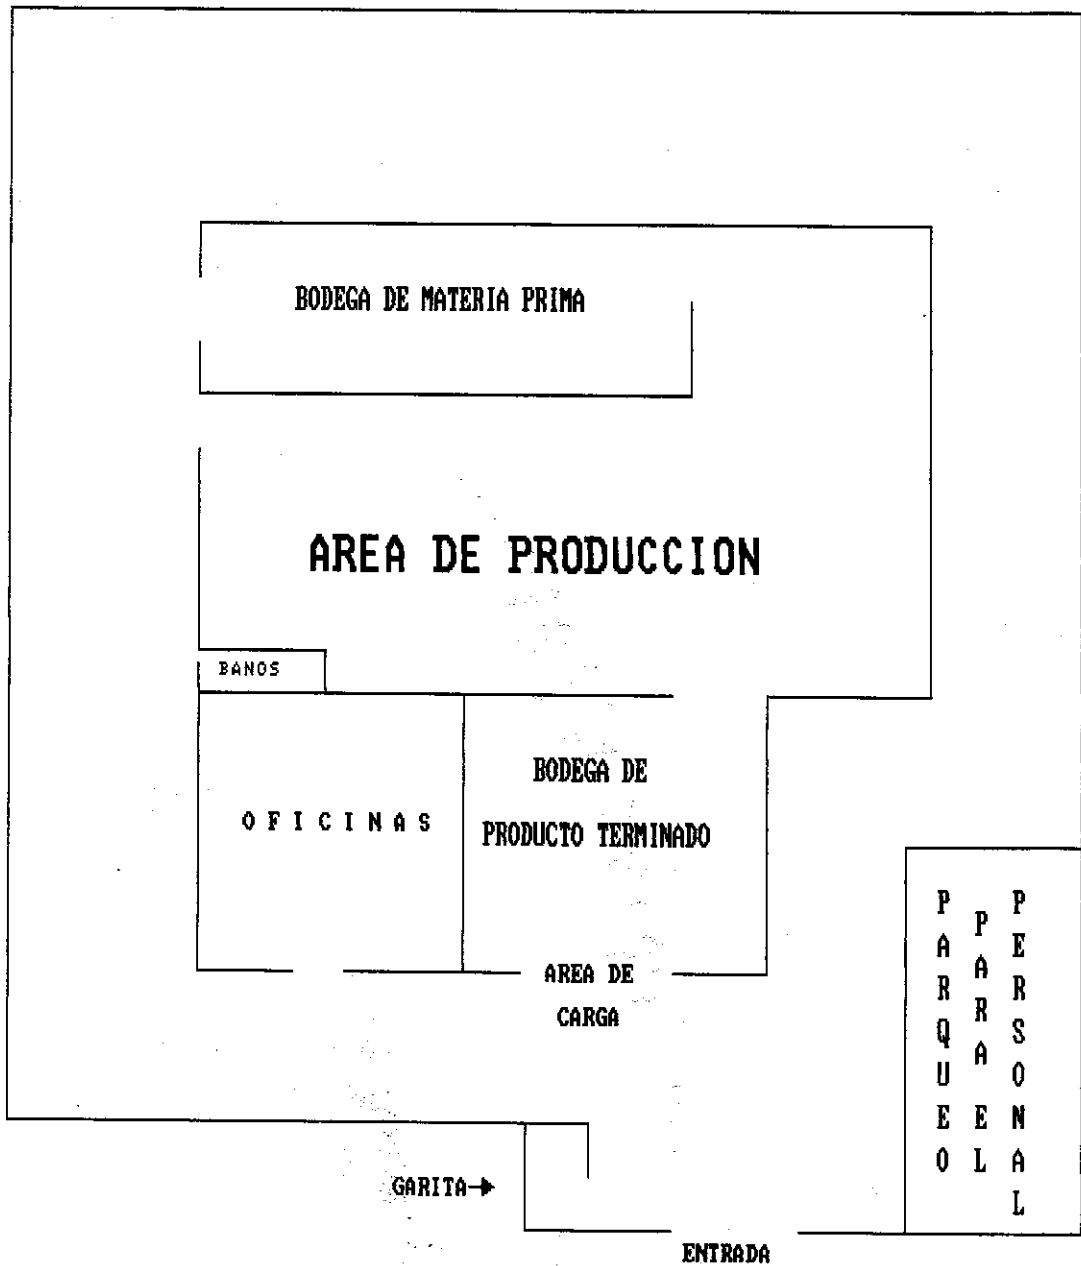 BODEGA DE MATERIA PRIMA
AREA DE PRODUCCION
BANOS
OFICINAS
BODEGA DE
PRODUCTO TERMINADO
AREA DE
CARGA
PARQUEO
PARA EL
PERSONAL
GARITA→
ENTRADA